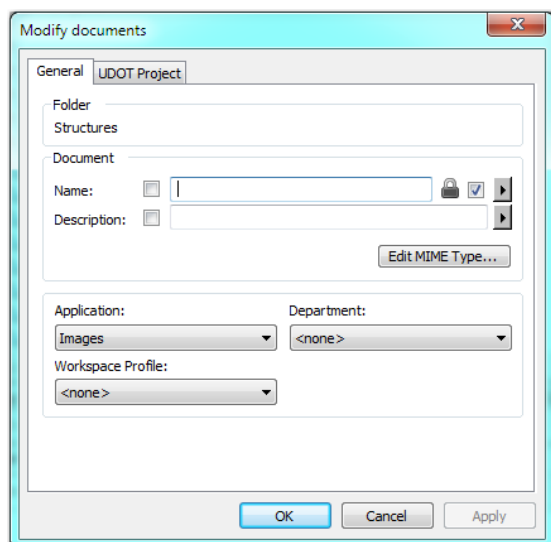 Modify documents
General UDOT Project
Folder
Structures
Document
Name:
Description:
Edit MIME Type...
Application: Department:
Images <none>
Workspace Profile:
<none>
OK Cancel Apply